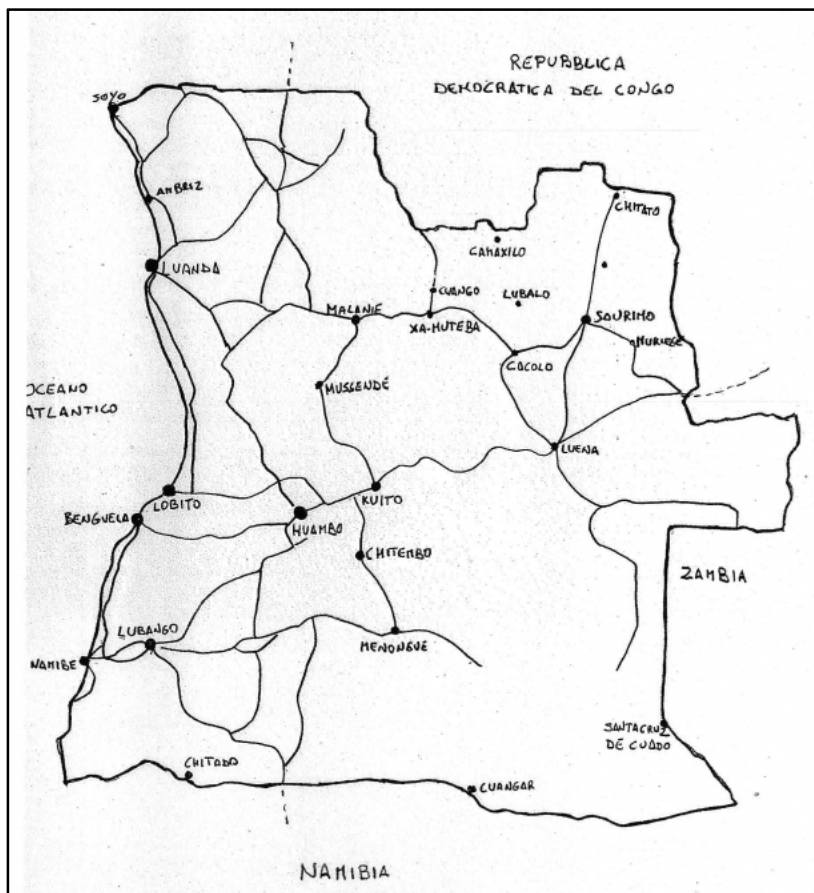 REPUBBLICA
DEMOCRATICA DEL CONGO
SOYO
AMBRIZ
CHITATO
CAMAXILO
LUANDA
CUANGO
LUBALO
MALANJE
XA-MUTEBA
SAURIMO
MURIEGE
CACOLO
MUSSENDÉ
OCEANO
ATLANTICO
LUENA
LOBITO
KUITO
BENGUELA
HUAMBO
CHITEMBO
ZAMBIA
LUBANGO
MENONGUE
NAMIBE
SANTACRUZ
DE CUADO
CHITADO
CUANGAR
NAMIBIA